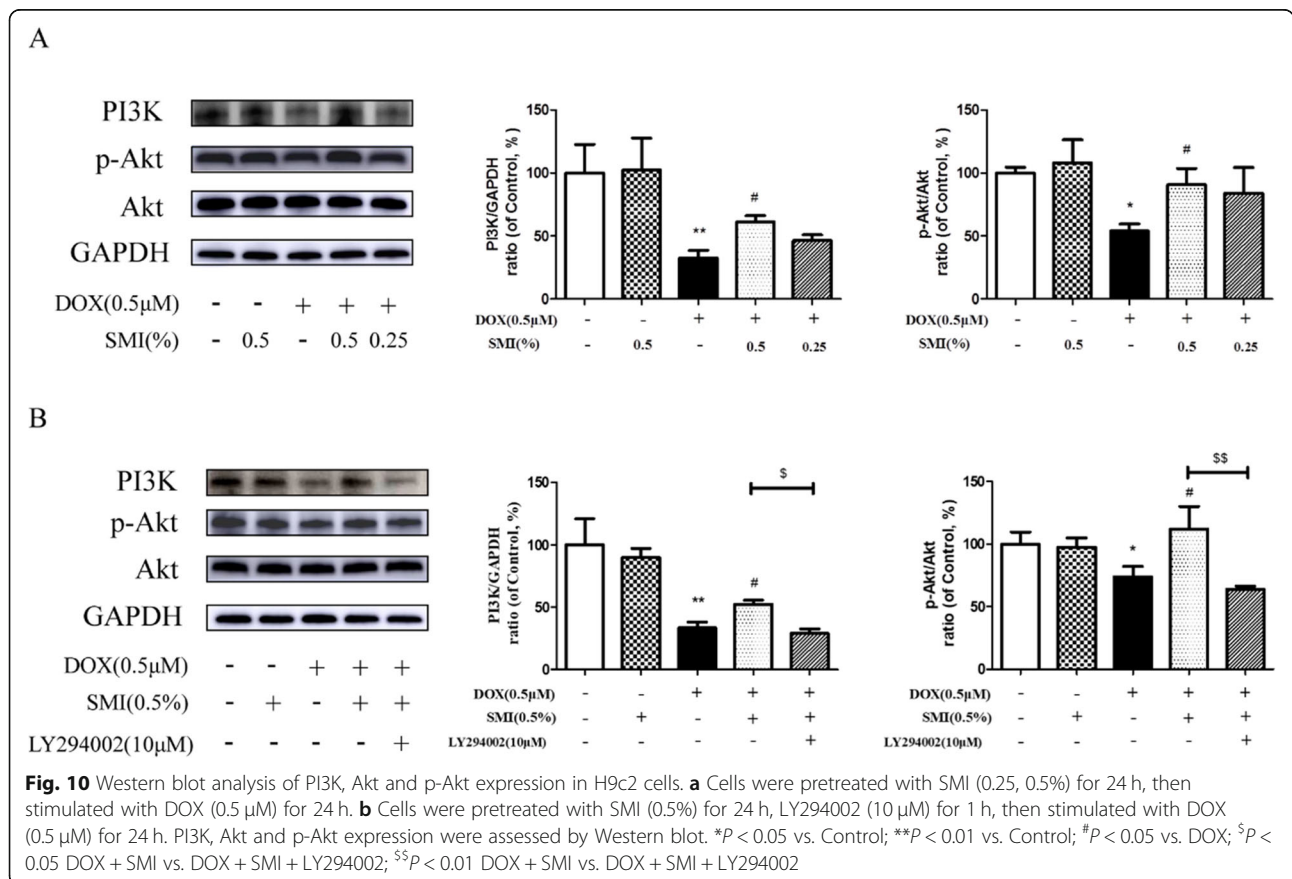 A
PI3K
p-Akt
Akt
GAPDH
DOX(0.5μM) - - + + +
SMI(%) - 0.5 - 0.5 0.25
PI3K/GAPDH
ratio (of Control, %)
150
100
50
0
**
#
DOX(0.5μM) - - + + +
SMI(%) - 0.5 - 0.5 0.25
p-Akt/Akt
ratio (of Control, %)
150
100
50
0
*
#
DOX(0.5μM) - - + + +
SMI(%) - 0.5 - 0.5 0.25
B
PI3K
p-Akt
Akt
GAPDH
DOX(0.5μM) - - + + +
SMI(0.5%) - + - + +
LY294002(10μM) - - - - +
PI3K/GAPDH
ratio (of Control, %)
150
100
50
0
**
#
$
DOX(0.5μM) - - + + +
SMI(0.5%) - + - + +
LY294002(10μM) - - - - +
p-Akt/Akt
ratio (of Control, %)
150
100
50
0
*
#
$$
DOX(0.5μM) - - + + +
SMI(0.5%) - + - + +
LY294002(10μM) - - - - +
Fig. 10 Western blot analysis of PI3K, Akt and p-Akt expression in H9c2 cells. a Cells were pretreated with SMI (0.25, 0.5%) for 24 h, then
stimulated with DOX (0.5 μM) for 24 h. b Cells were pretreated with SMI (0.5%) for 24 h, LY294002 (10 μM) for 1 h, then stimulated with DOX
(0.5 μM) for 24 h. PI3K, Akt and p-Akt expression were assessed by Western blot. *P < 0.05 vs. Control; **P < 0.01 vs. Control; #P < 0.05 vs. DOX; $P <
0.05 DOX + SMI vs. DOX + SMI + LY294002; $$P < 0.01 DOX + SMI vs. DOX + SMI + LY294002